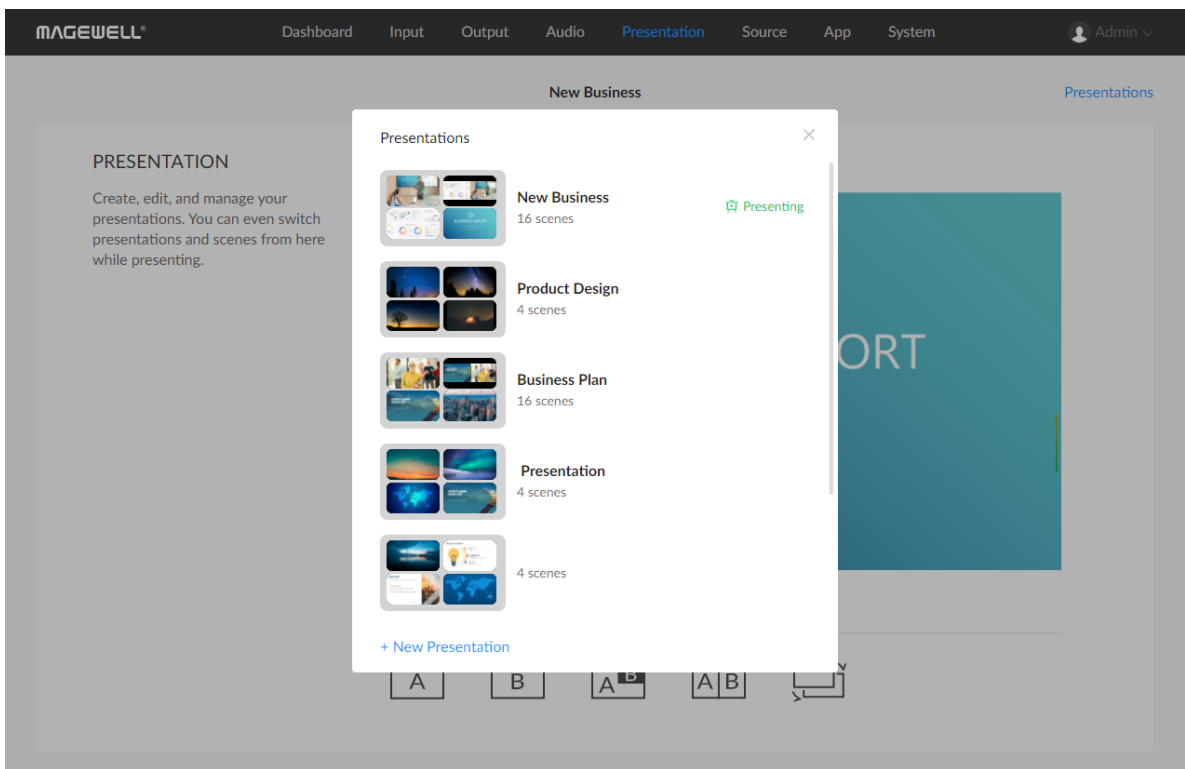 MAGEWELL®
Dashboard Input Output Audio Presentation Source App System Admin
New Business Presentations
PRESENTATION
Create, edit, and manage your
presentations. You can even switch
presentations and scenes from here
while presenting.
Presentations
New Business
16 scenes
Presenting
Product Design
4 scenes
Business Plan
16 scenes
Presentation
4 scenes
4 scenes
+ New Presentation
ORT
A B A B A B